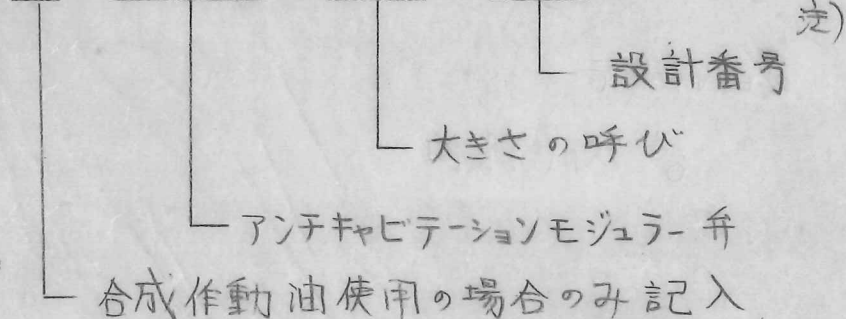 注)
設計番号
大きさの呼び
アンチキャビテーションモジュラー弁
合成作動油使用の場合のみ記入